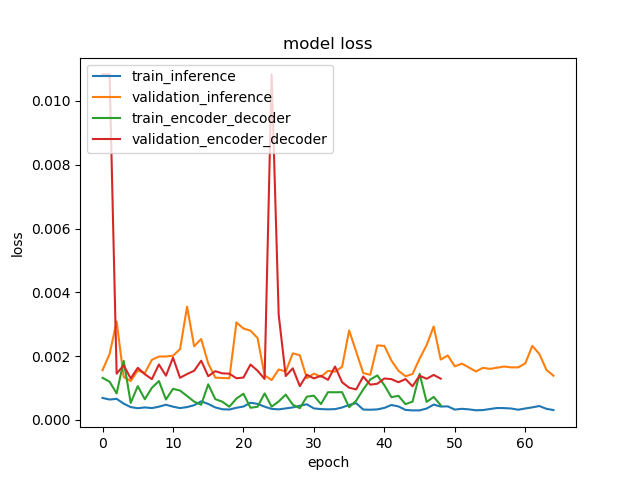 model loss
train_inference
validation_inference
train_encoder_decoder
validation_encoder_decoder
0.010
0.008
0.006
0.004
0.002
0.000
loss
0 10 20 30 40 50 60
epoch